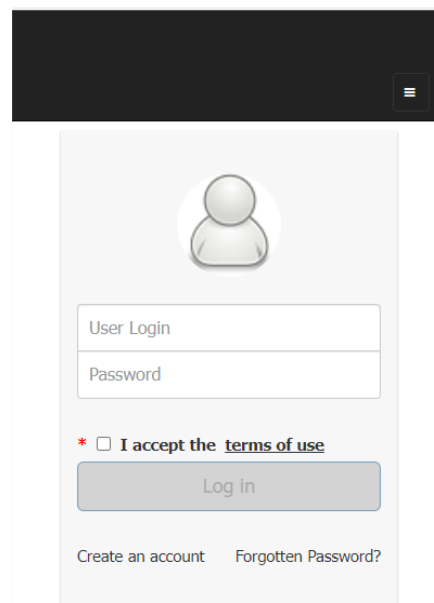 User Login
Password
* I accept the terms of use
Log in
Create an account Forgotten Password?